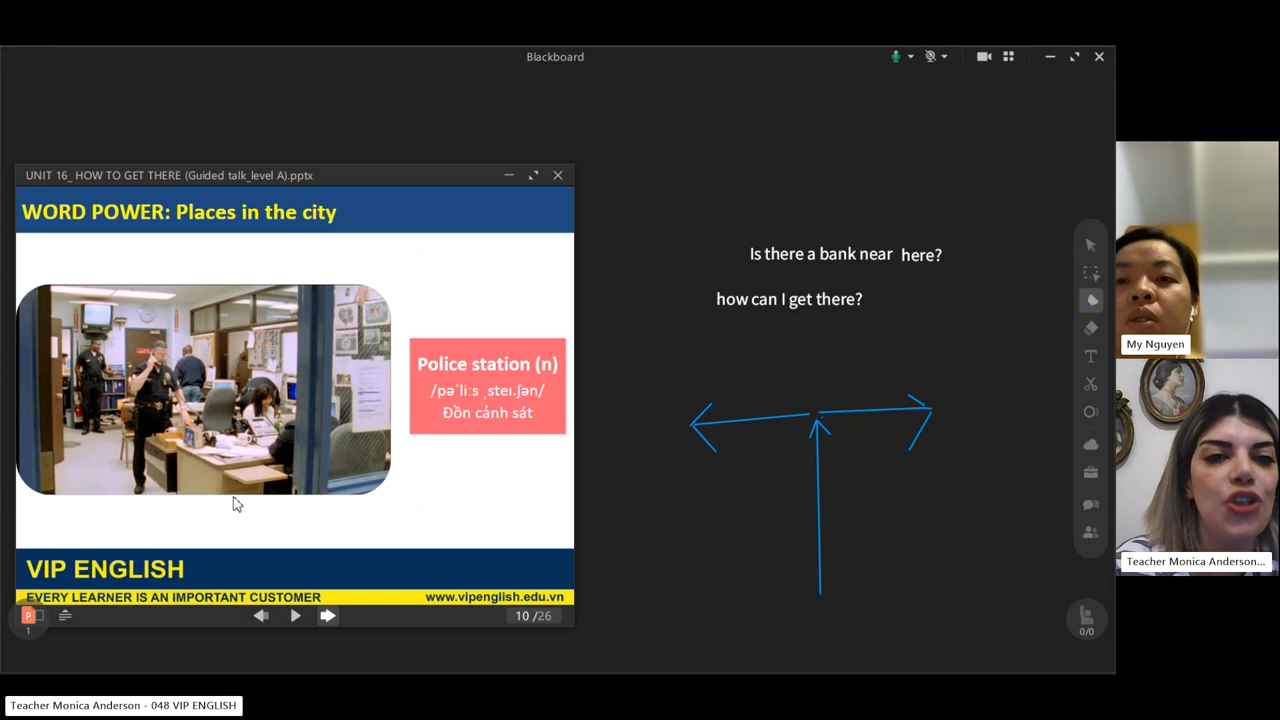 Blackboard
UNIT 16_ HOW TO GET THERE (Guided talk_level A).pptx
WORD POWER: Places in the city
Police station (n)
/pəˈliːs ˌsteɪ.ʃən/
Đồn cảnh sát
VIP ENGLISH
EVERY LEARNER IS AN IMPORTANT CUSTOMER
www.vipenglish.edu.vn
P
1
10 /26
Is there a bank near here?
how can I get there?
T
0/0
My Nguyen
Teacher Monica Anderson...
Teacher Monica Anderson - 048 VIP ENGLISH